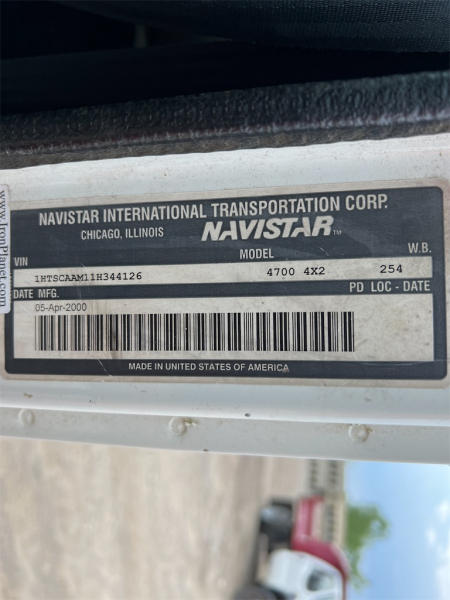 NAVISTAR INTERNATIONAL TRANSPORTATION CORP.
CHICAGO, ILLINOIS NAVISTAR™
VIN MODEL W.B.
1HTSCAAM11H344126 4700 4X2 254
DATE MFG. PD LOC - DATE
05-Apr-2000
MADE IN UNITED STATES OF AMERICA
www.IronPlanet.com